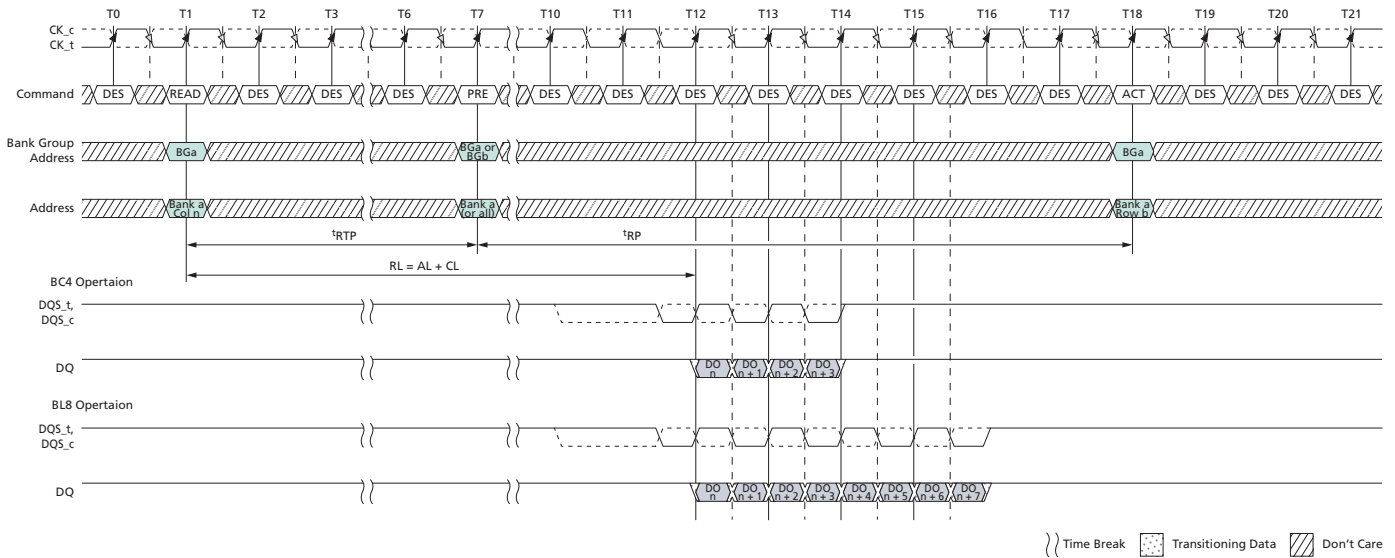 T0 T1 T2 T3 T6 T7 T10 T11 T12 T13 T14 T15 T16 T17 T18 T19 T20 T21
CK_c
CK_t
Command DES READ DES DES DES PRE DES DES DES DES DES DES DES DES ACT DES DES DES
Bank Group
Address
BGa
BGa or
BGb
BGa
Address
Bank a
Col n
Bank a
(or all)
Bank a
Row b
tRTP tRP
RL = AL + CL
BC4 Opertaion
DQS_t,
DQS_c
DQ
DO
n
DO
n + 1
DO
n + 2
DO
n + 3
BL8 Opertaion
DQS_t,
DQS_c
DQ
DO
n
DO
n + 1
DO
n + 2
DO
n + 3
DO
n + 4
DO
n + 5
DO
n + 6
DO
n + 7
Time Break Transitioning Data Don't Care